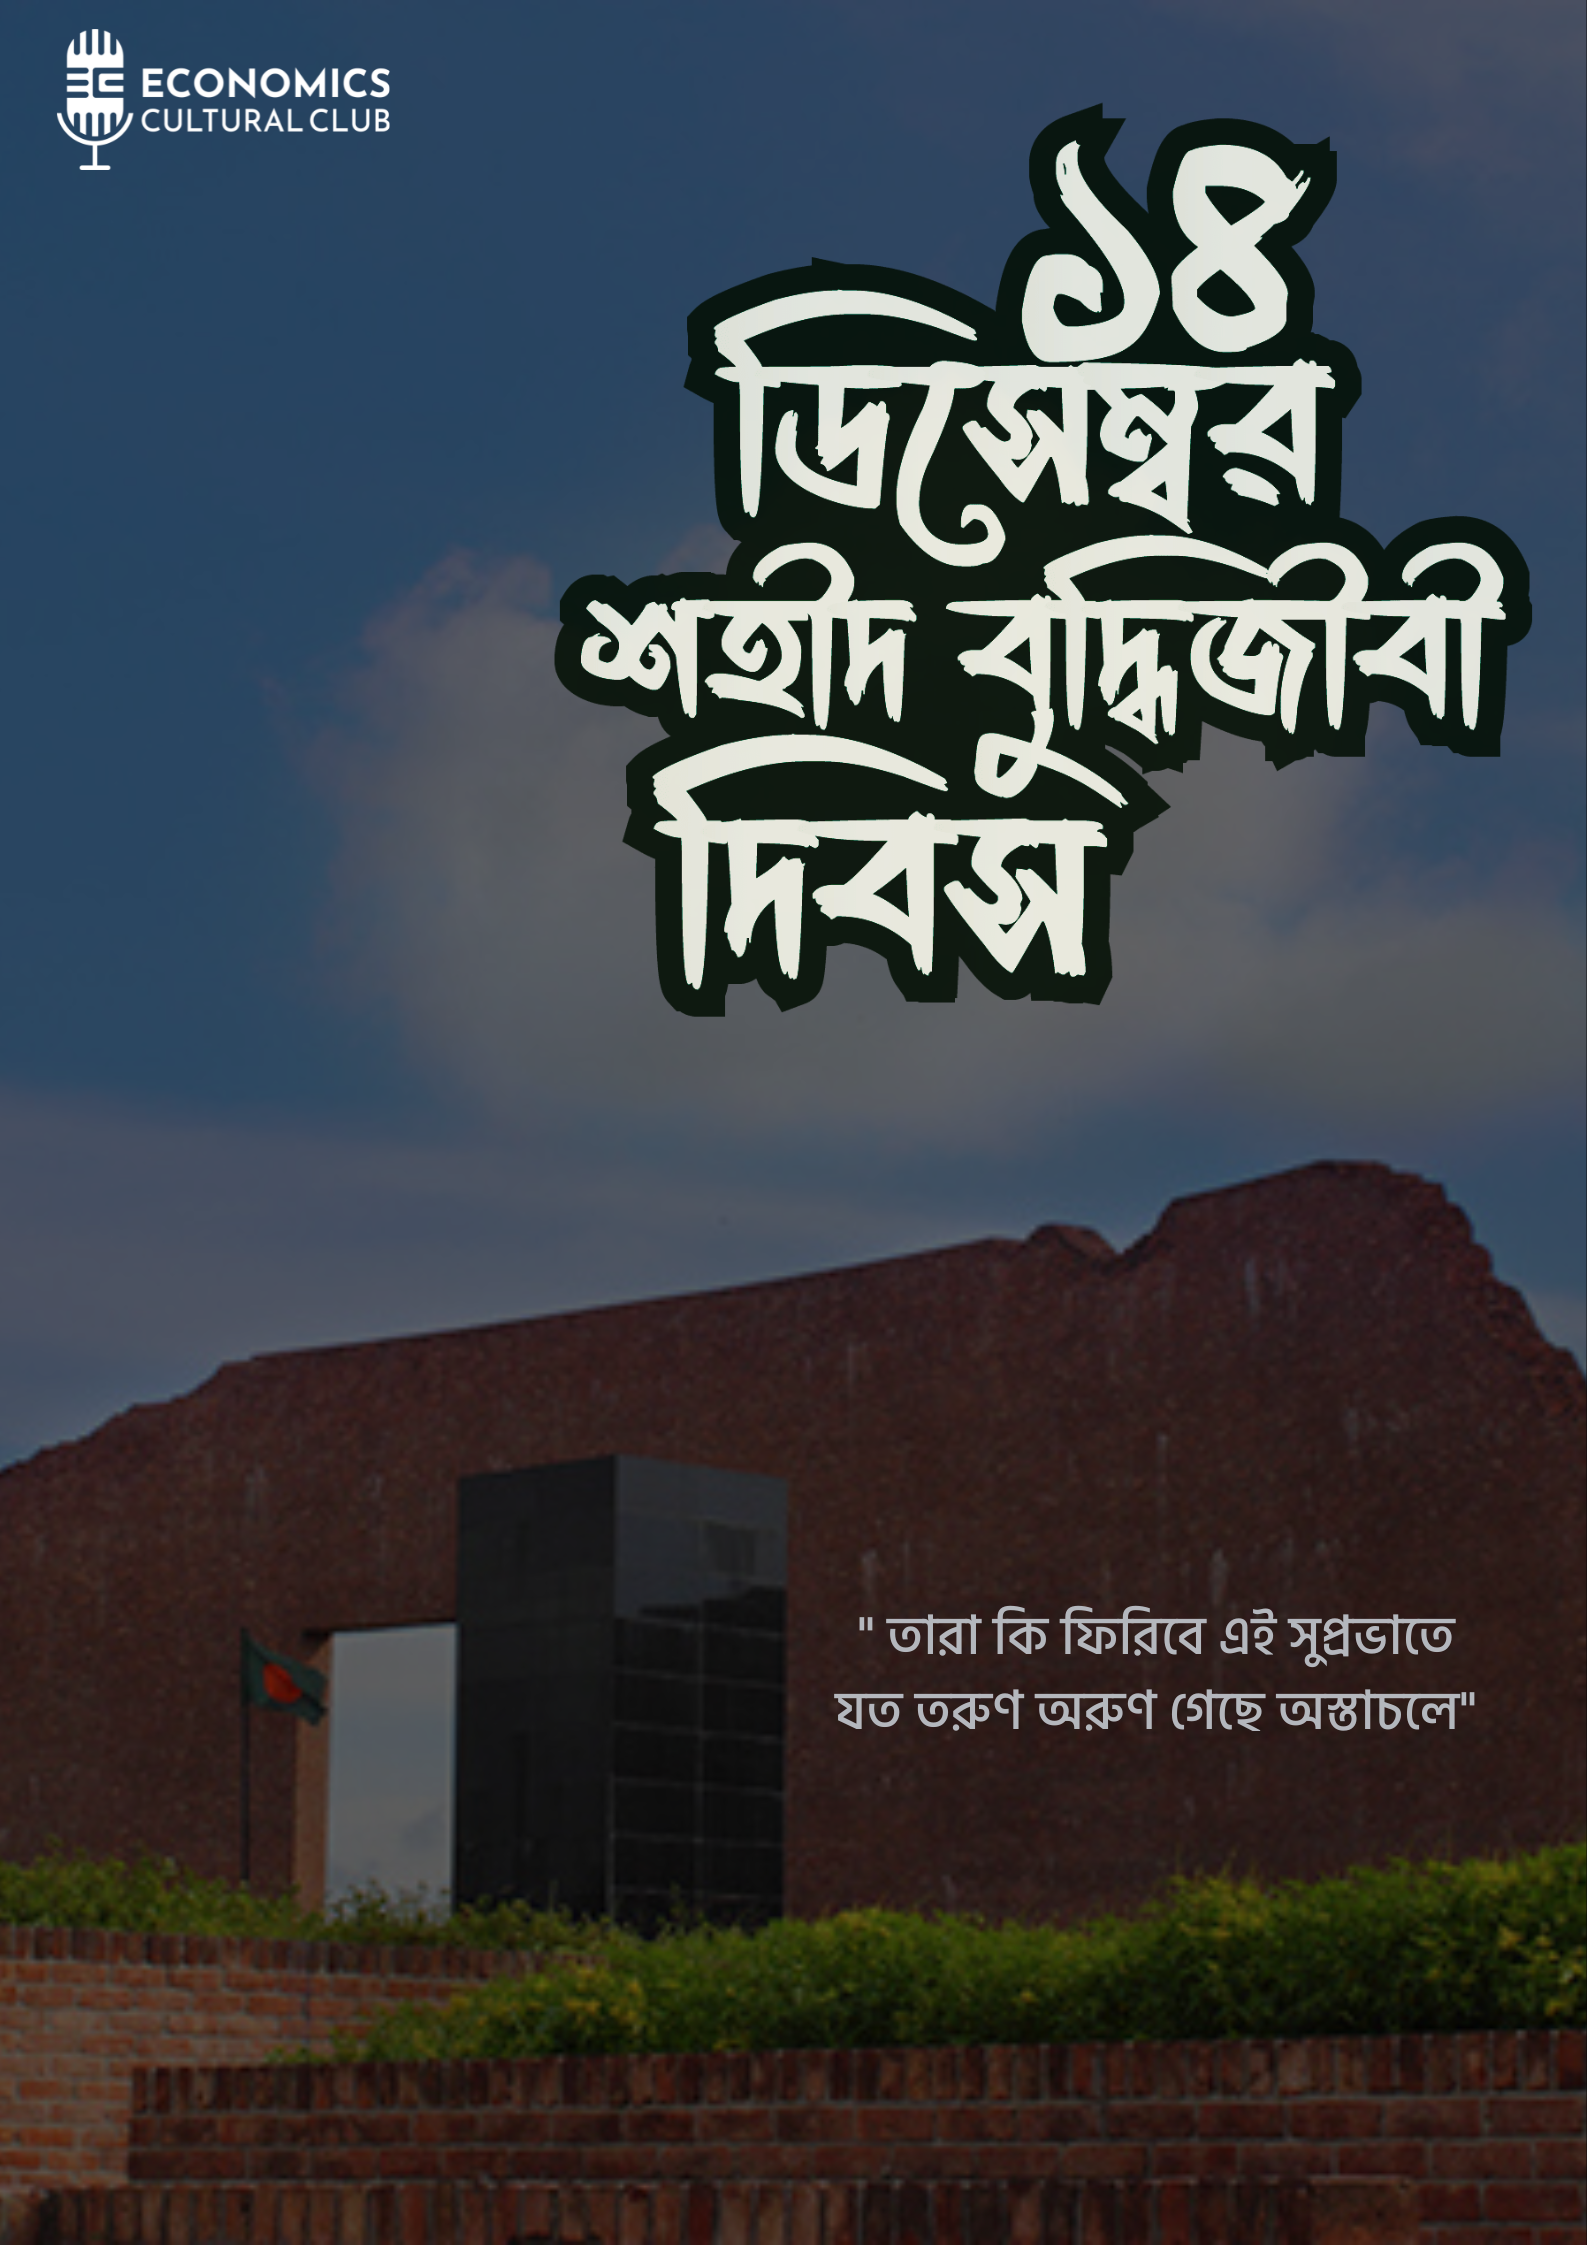 ECONOMICS
CULTURAL CLUB
১৪
ডিসেম্বর
শহীদ বুদ্ধিজীবী
দিবস
" তারা কি ফিরিবে এই সুপ্রভাতে
যত তরুণ অরুণ গেছে অস্তাচলে"